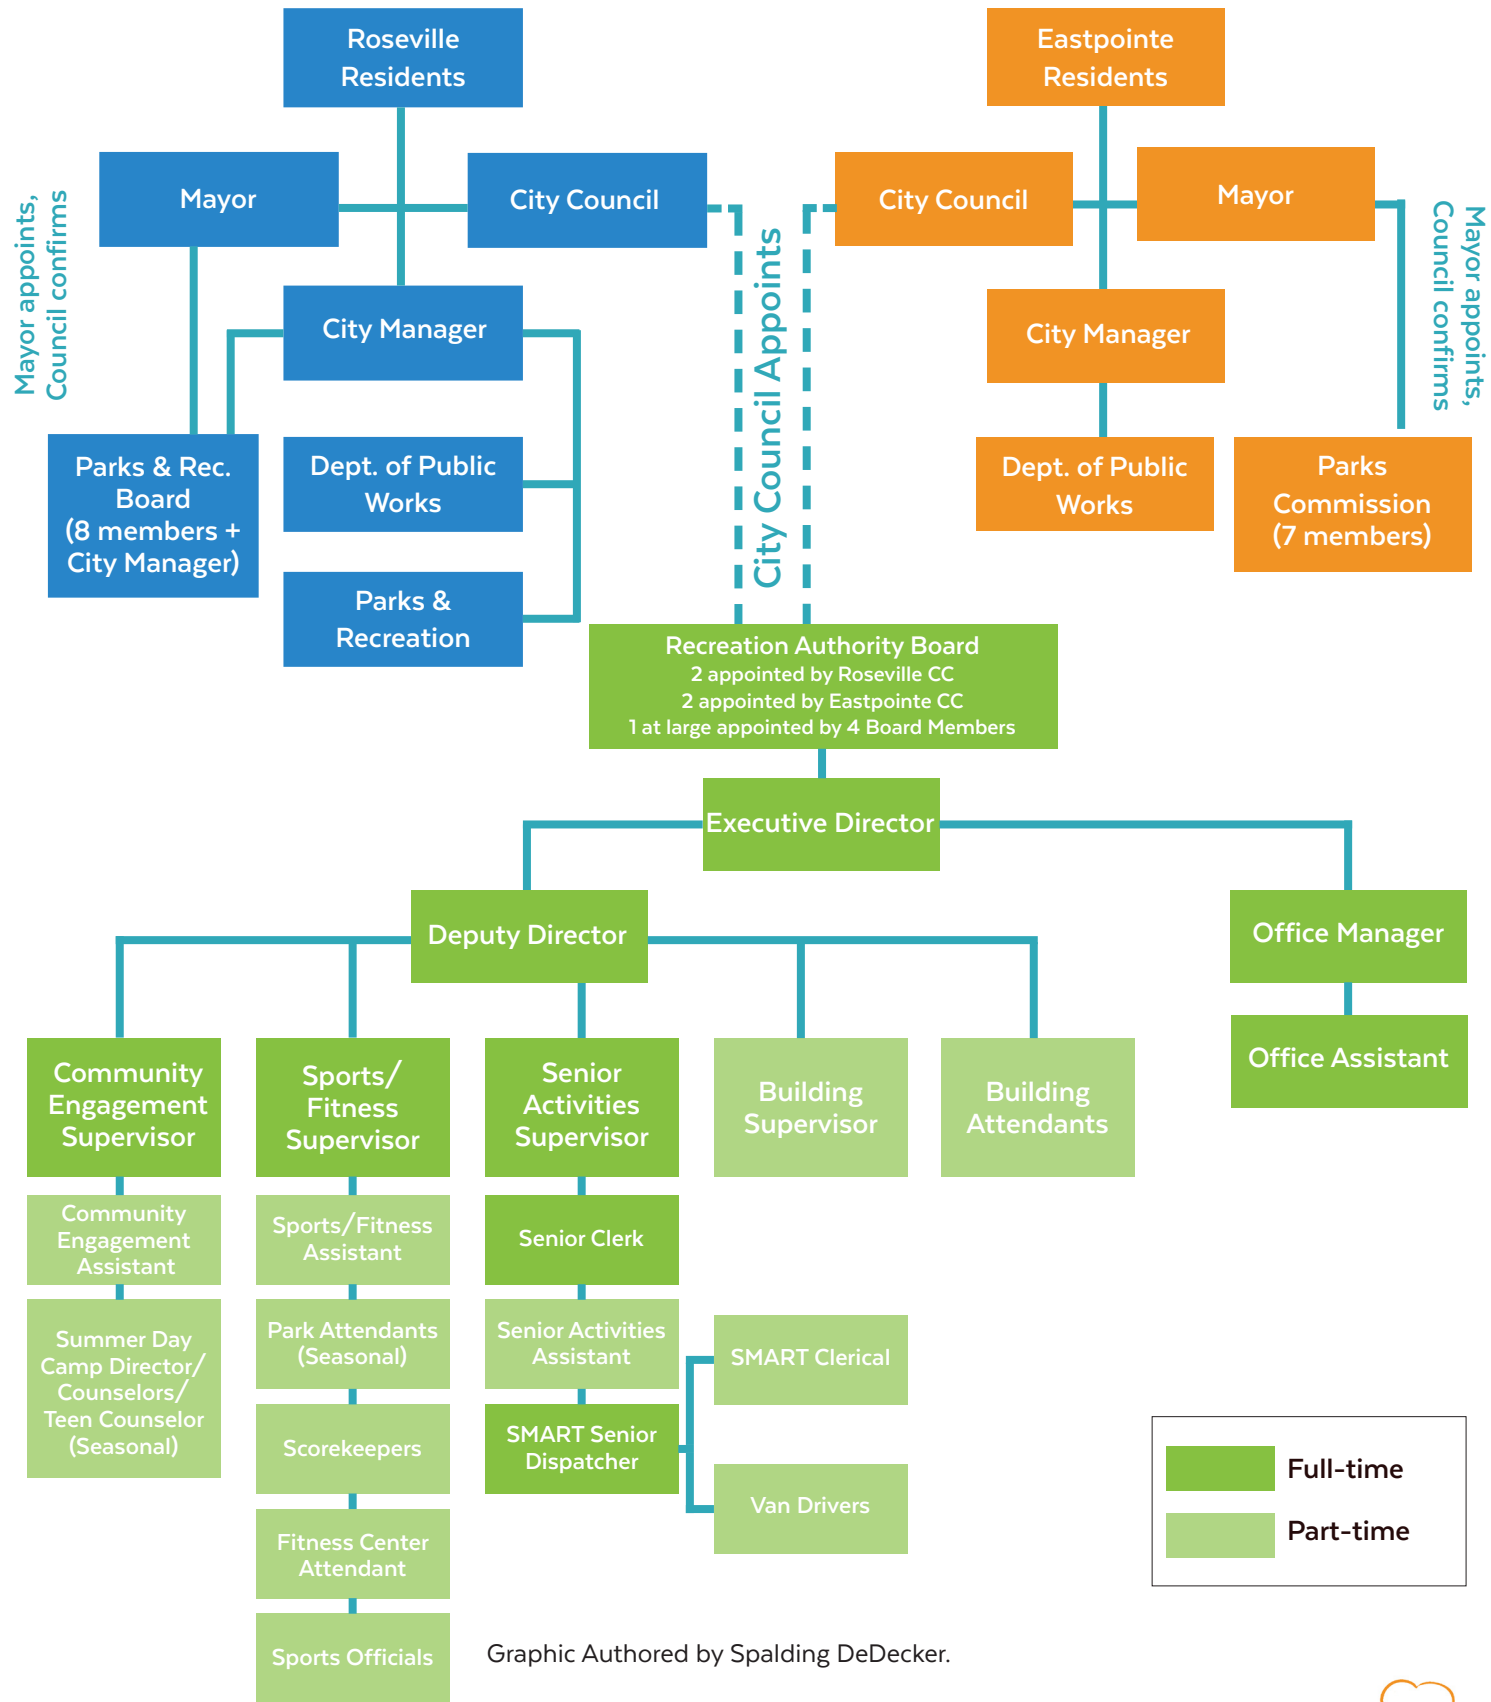 Roseville
Residents
Eastpointe
Residents
Mayor
City Council
City Council
Mayor
Mayor appoints,
Council confirms
City Council Appoints
Mayor appoints,
Council confirms
City Manager
City Manager
Parks & Rec.
Board
(8 members +
City Manager)
Dept. of Public
Works
Parks &
Recreation
Dept. of Public
Works
Parks
Commission
(7 members)
Recreation Authority Board
2 appointed by Roseville CC
2 appointed by Eastpointe CC
1 at large appointed by 4 Board Members
Executive Director
Deputy Director
Office Manager
Office Assistant
Community
Engagement
Supervisor
Sports/
Fitness
Supervisor
Senior
Activities
Supervisor
Building
Supervisor
Building
Attendants
Community
Engagement
Assistant
Sports/Fitness
Assistant
Senior Clerk
Summer Day
Camp Director/
Counselors/
Teen Counselor
(Seasonal)
Park Attendants
(Seasonal)
Senior Activities
Assistant
SMART Clerical
Scorekeepers
SMART Senior
Dispatcher
Van Drivers
Fitness Center
Attendant
Sports Officials
Full-time
Part-time
Graphic Authored by Spalding DeDecker.